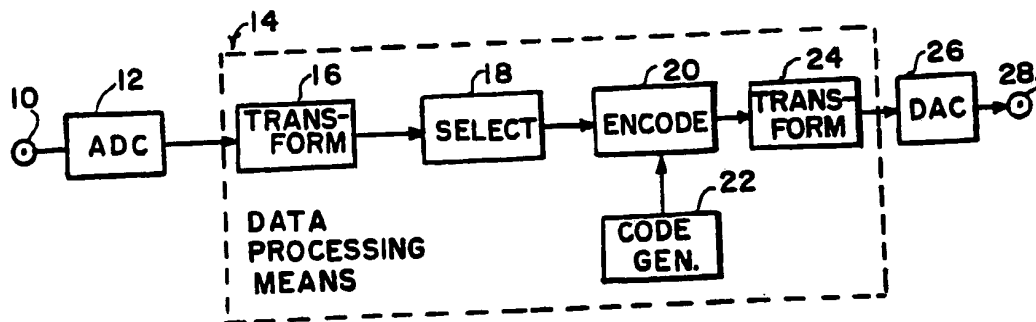 14
10
12
16
18
20
24
26
28
ADC
TRANS-
FORM
SELECT
ENCODE
TRANS-
FORM
DAC
22
CODE
GEN.
DATA
PROCESSING
MEANS